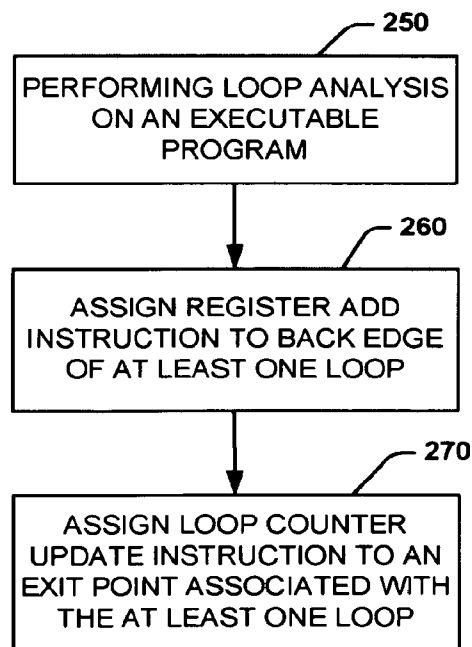 250
PERFORMING LOOP ANALYSIS
ON AN EXECUTABLE
PROGRAM
260
ASSIGN REGISTER ADD
INSTRUCTION TO BACK EDGE
OF AT LEAST ONE LOOP
270
ASSIGN LOOP COUNTER
UPDATE INSTRUCTION TO AN
EXIT POINT ASSOCIATED WITH
THE AT LEAST ONE LOOP